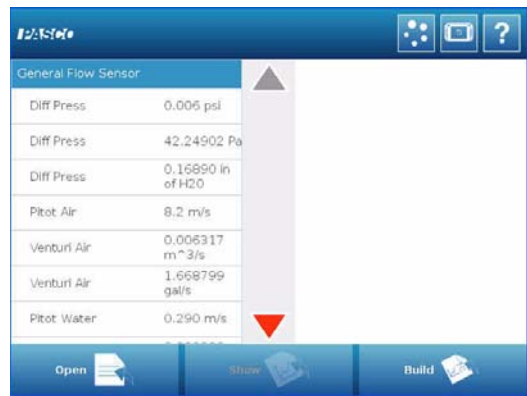 PASCO
?
General Flow Sensor
Diff Press 0.006 psi
Diff Press 42.24902 Pa
Diff Press 0.16890 in
of H20
Pitot Air 8.2 m/s
Venturi Air 0.006317
m^3/s
Venturi Air 1.668799
gal/s
Pitot Water 0.290 m/s
Open Show Build